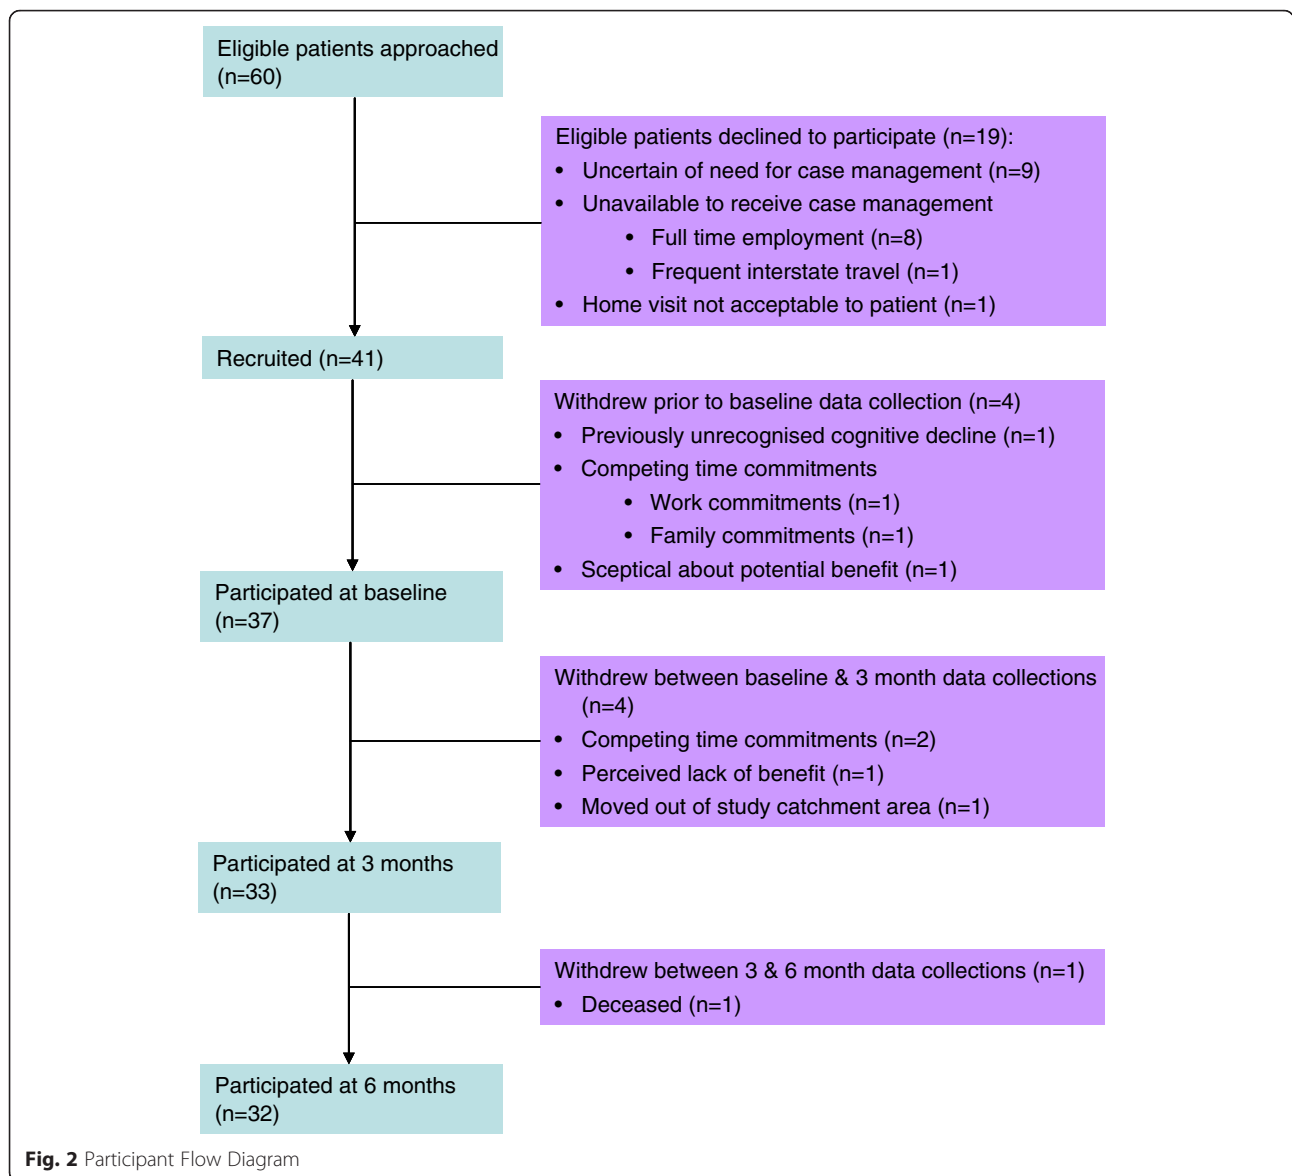 Eligible patients approached
(n=60)
Eligible patients declined to participate (n=19):
• Uncertain of need for case management (n=9)
• Unavailable to receive case management
• Full time employment (n=8)
• Frequent interstate travel (n=1)
• Home visit not acceptable to patient (n=1)
Recruited (n=41)
Withdrew prior to baseline data collection (n=4)
• Previously unrecognised cognitive decline (n=1)
• Competing time commitments
• Work commitments (n=1)
• Family commitments (n=1)
• Sceptical about potential benefit (n=1)
Participated at baseline
(n=37)
Withdrew between baseline & 3 month data collections
(n=4)
• Competing time commitments (n=2)
• Perceived lack of benefit (n=1)
• Moved out of study catchment area (n=1)
Participated at 3 months
(n=33)
Withdrew between 3 & 6 month data collections (n=1)
• Deceased (n=1)
Participated at 6 months
(n=32)
Fig. 2 Participant Flow Diagram